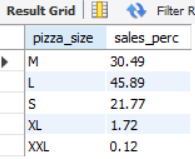 Result Grid Filter R
pizza_size sales_perc
M 30.49
L 45.89
S 21.77
XL 1.72
XXL 0.12